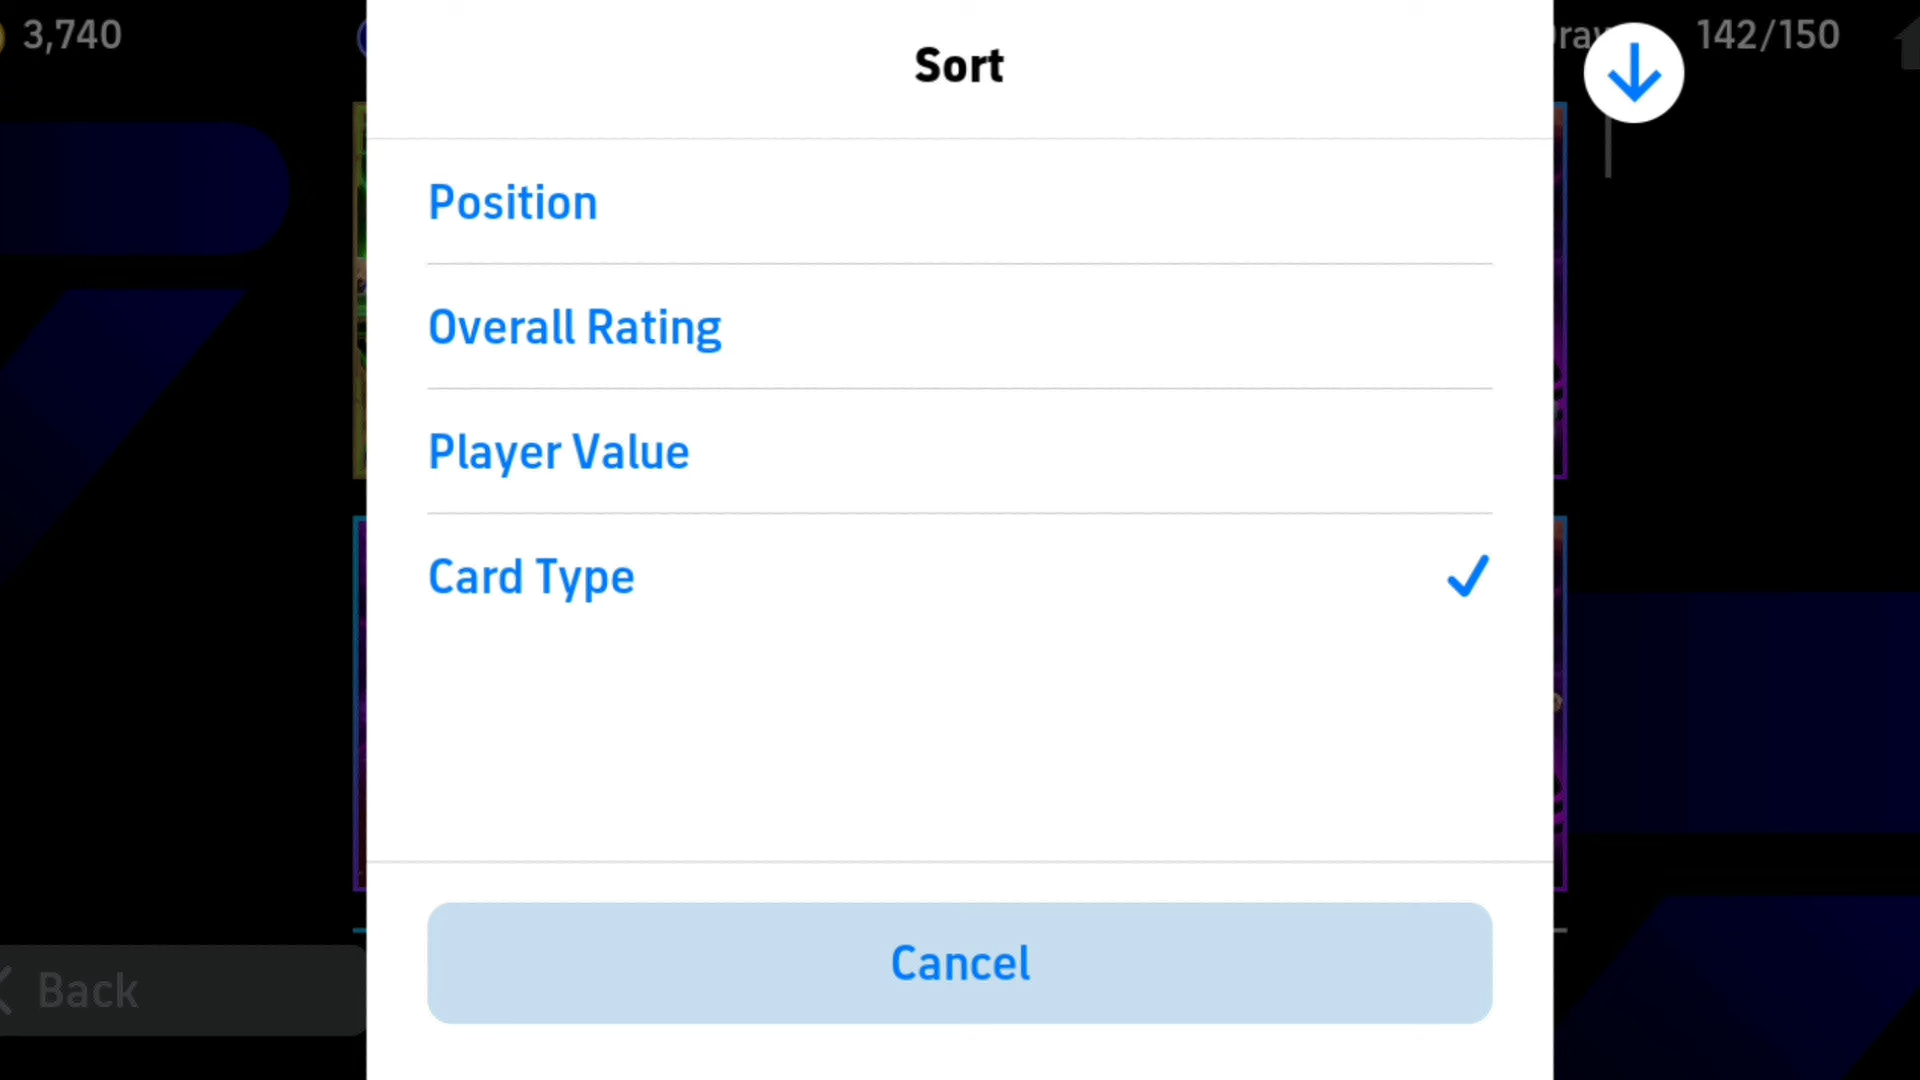 3,740
142/150
Sort
Position
Overall Rating
Player Value
Card Type
Cancel
Back